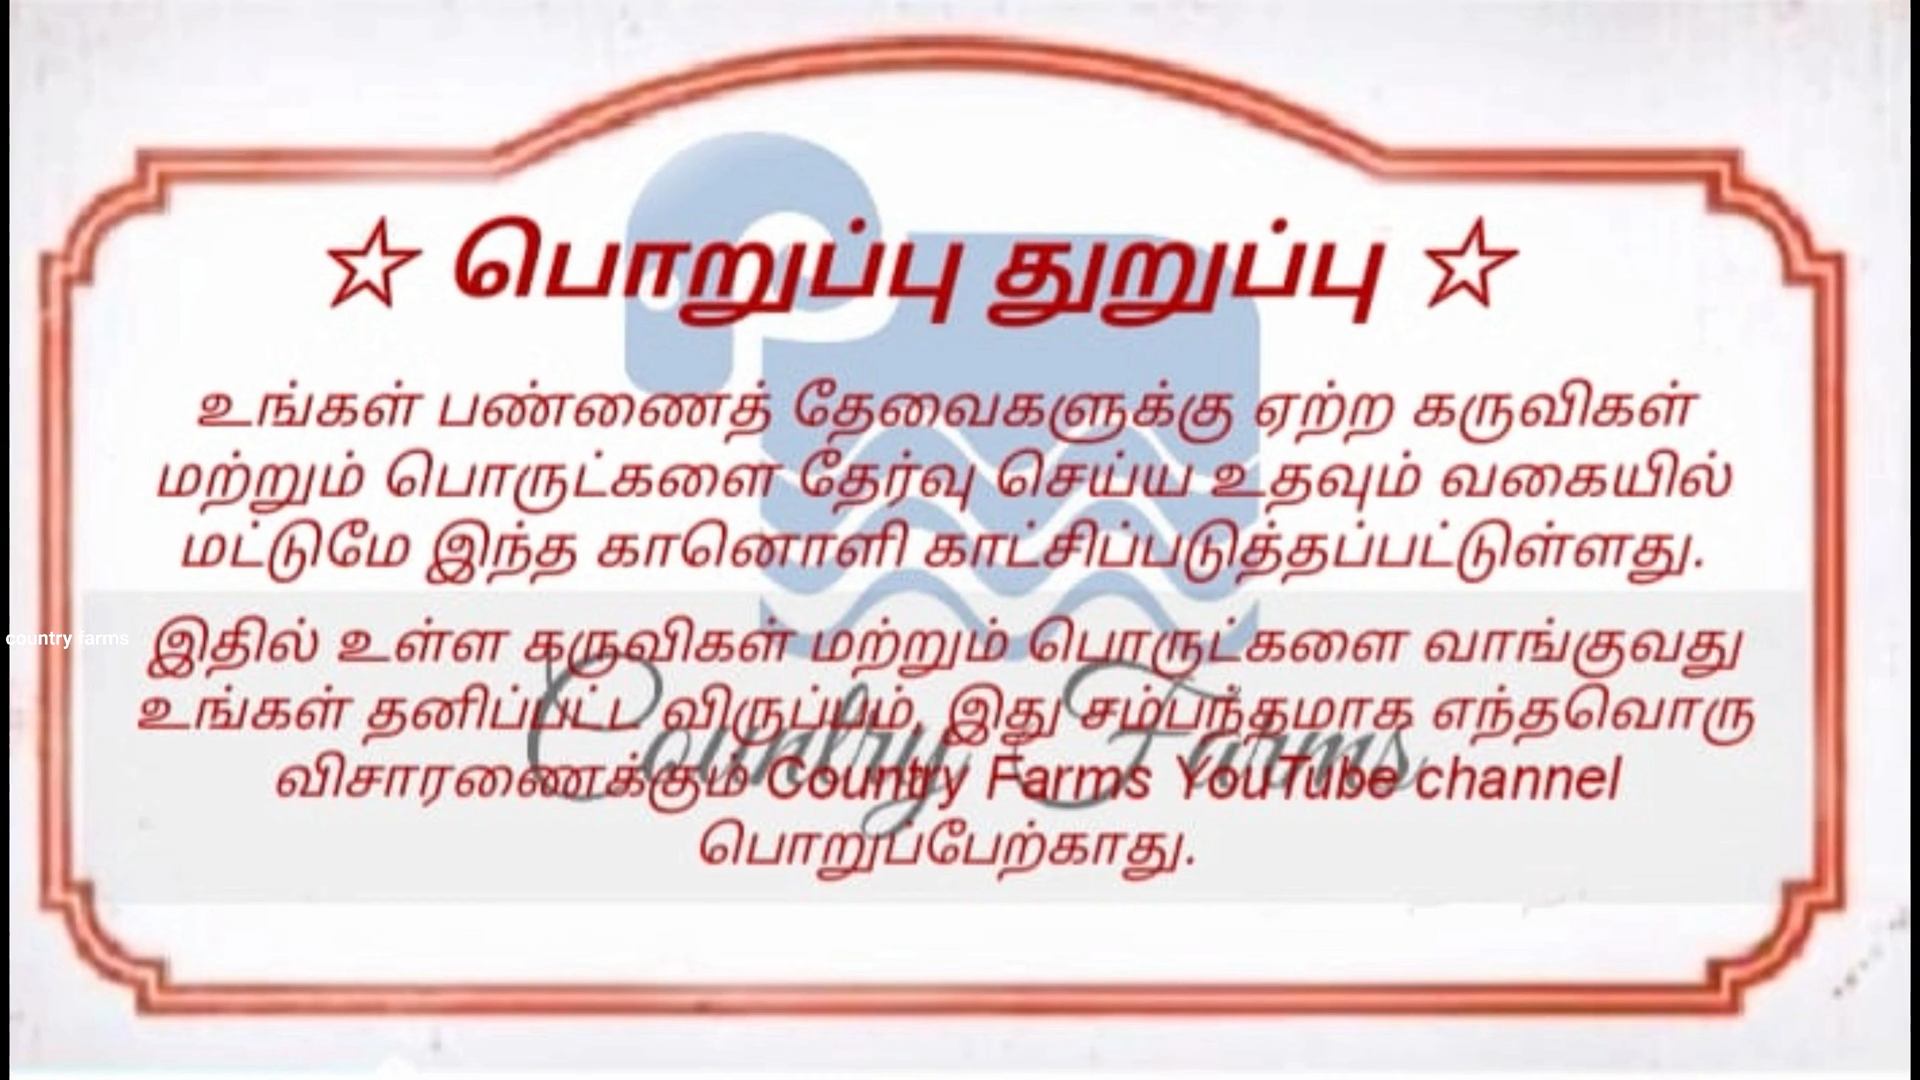 ☆ பொறுப்பு துறுப்பு ☆
உங்கள் பண்ணைத் தேவைகளுக்கு ஏற்ற கருவிகள்
மற்றும் பொருட்களை தேர்வு செய்ய உதவும் வகையில்
மட்டுமே இந்த கானொளி காட்சிப்படுத்தப்பட்டுள்ளது.
country farms
இதில் உள்ள கருவிகள் மற்றும் பொருட்களை வாங்குவது
உங்கள் தனிப்பட்ட விருப்பம், இது சம்பந்தமாக எந்தவொரு
விசாரணைக்கும் Country Farms YouTube channel
பொறுப்பேற்காது.
Country Farms